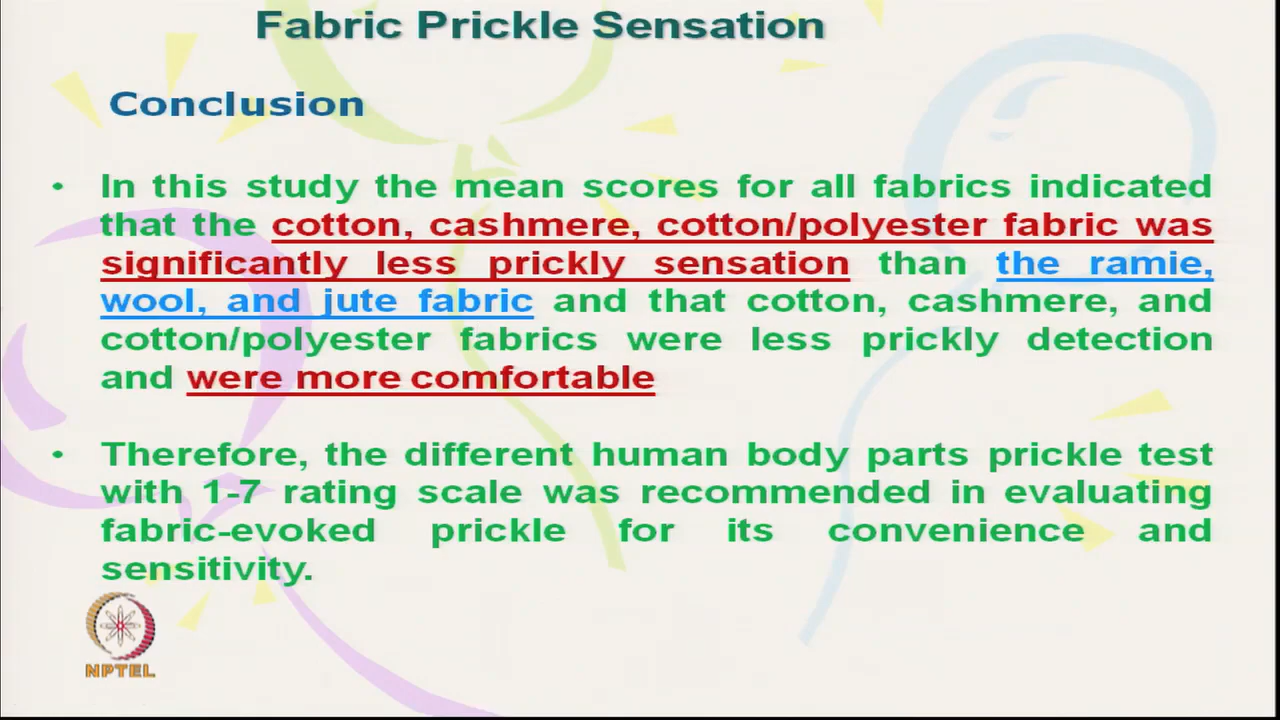 Fabric Prickle Sensation
Conclusion
• In this study the mean scores for all fabrics indicated
that the cotton, cashmere, cotton/polyester fabric was
significantly less prickly sensation than the ramie,
wool, and jute fabric and that cotton, cashmere, and
cotton/polyester fabrics were less prickly detection
and were more comfortable
• Therefore, the different human body parts prickle test
with 1-7 rating scale was recommended in evaluating
fabric-evoked prickle for its convenience and
sensitivity.
NPTEL